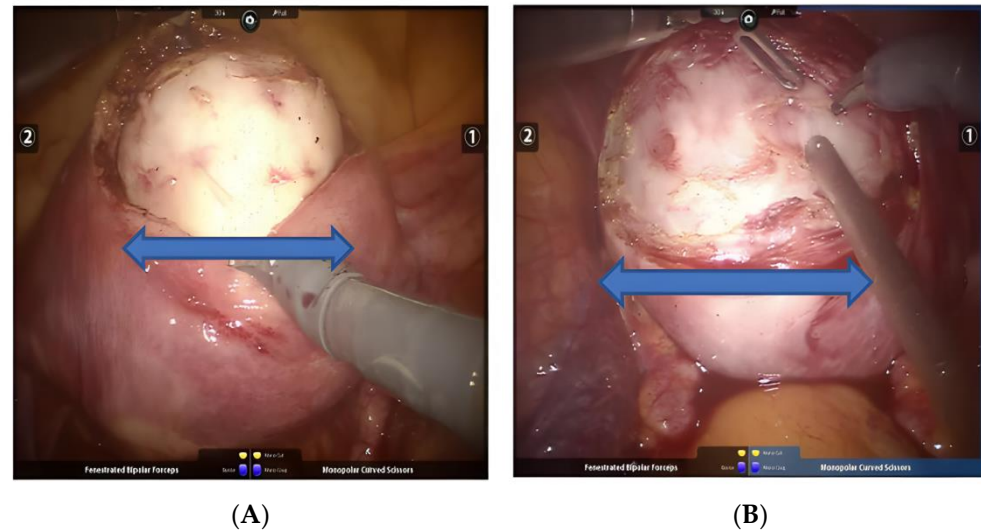 ② ①
② ①
Fenestrated Bipolar Forceps Monopolar Curved Scissors
Fenestrated Bipolar Forceps Monopolar Curved Scissors
(A) (B)